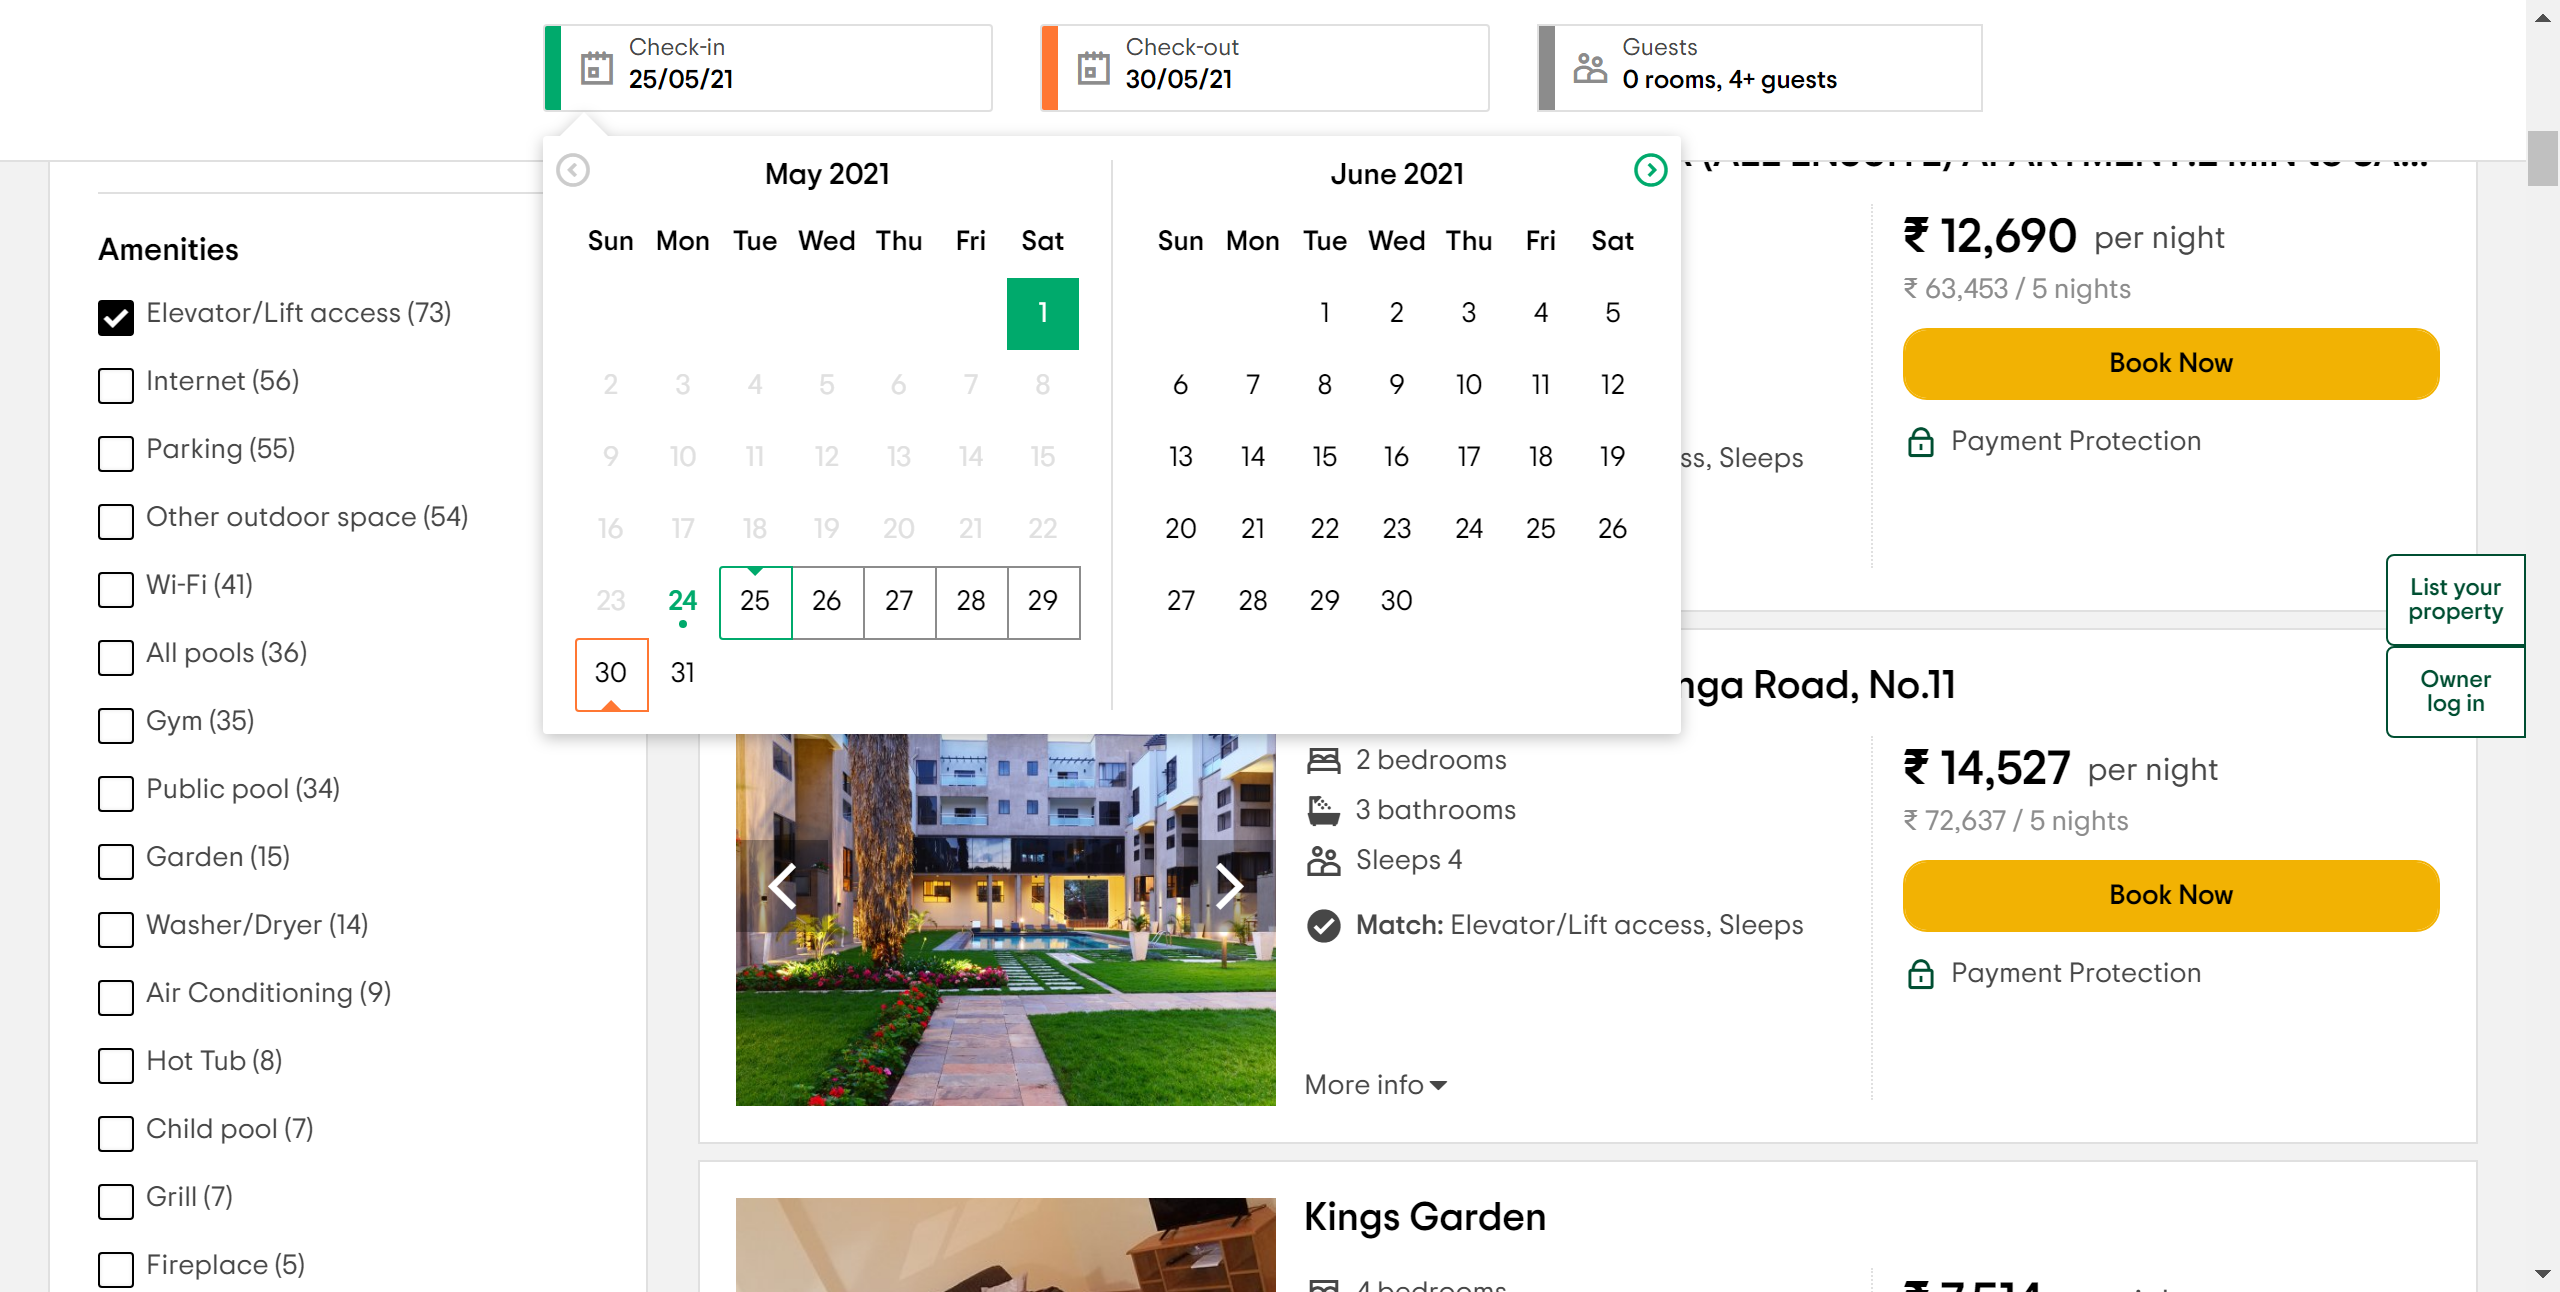 Check-in
25/05/21
Check-out
30/05/21
Guests
0 rooms, 4+ guests
May 2021
Sun Mon Tue Wed Thu Fri Sat
1
2 3 4 5 6 7 8
9 10 11 12 13 14 15
16 17 18 19 20 21 22
23 24 25 26 27 28 29
30 31
June 2021
Sun Mon Tue Wed Thu Fri Sat
1 2 3 4 5
6 7 8 9 10 11 12
13 14 15 16 17 18 19
20 21 22 23 24 25 26
27 28 29 30
Amenities
Elevator/Lift access (73)
Internet (56)
Parking (55)
Other outdoor space (54)
Wi-Fi (41)
All pools (36)
Gym (35)
Public pool (34)
Garden (15)
Washer/Dryer (14)
Air Conditioning (9)
Hot Tub (8)
Child pool (7)
Grill (7)
Fireplace (5)
₹ 12,690 per night
₹ 63,453 / 5 nights
Book Now
Payment Protection
ss, Sleeps
List your
property
Owner
log in
nga Road, No.11
2 bedrooms
3 bathrooms
Sleeps 4
Match: Elevator/Lift access, Sleeps
More info
₹ 14,527 per night
₹ 72,637 / 5 nights
Book Now
Payment Protection
Kings Garden
4 bedrooms
₹ 7,514